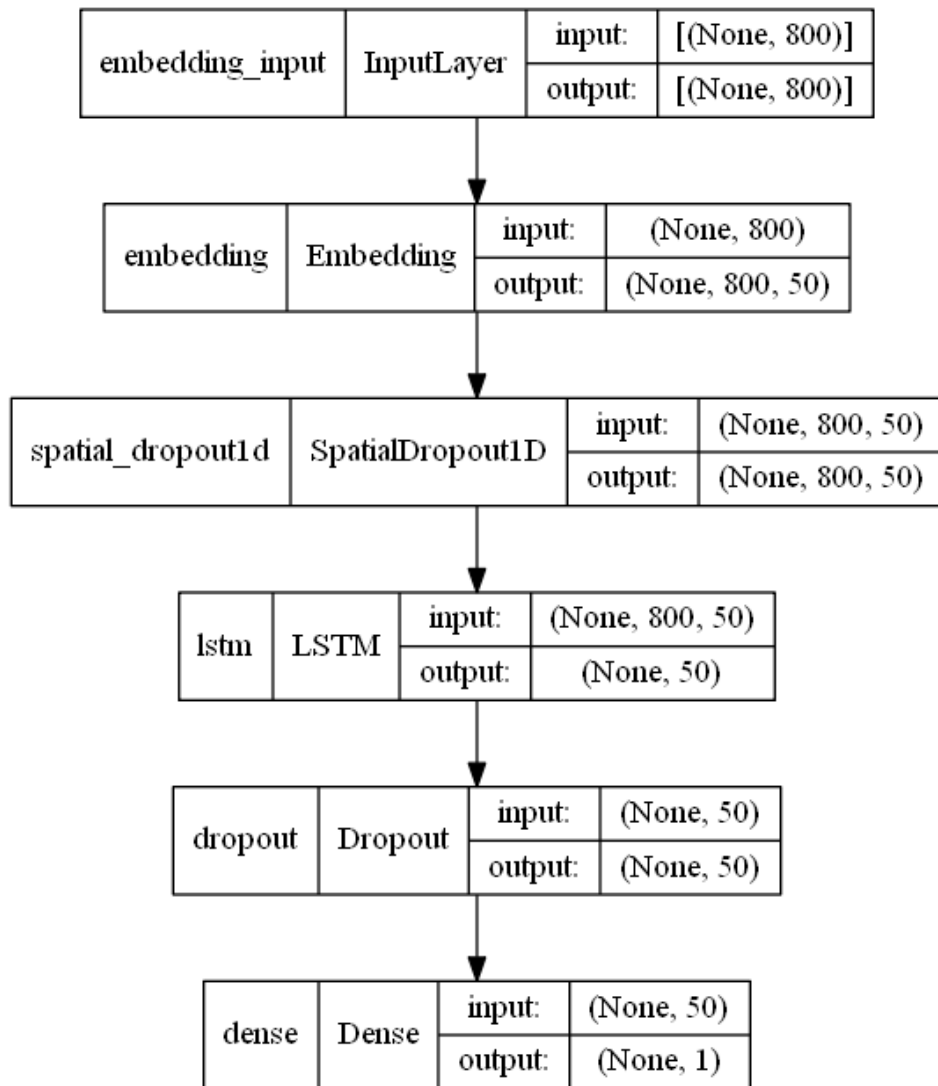 embedding_input InputLayer input: [(None, 800)]
output: [(None, 800)]
embedding Embedding input: (None, 800)
output: (None, 800, 50)
spatial_dropout1d SpatialDropout1D input: (None, 800, 50)
output: (None, 800, 50)
lstm LSTM input: (None, 800, 50)
output: (None, 50)
dropout Dropout input: (None, 50)
output: (None, 50)
dense Dense input: (None, 50)
output: (None, 1)